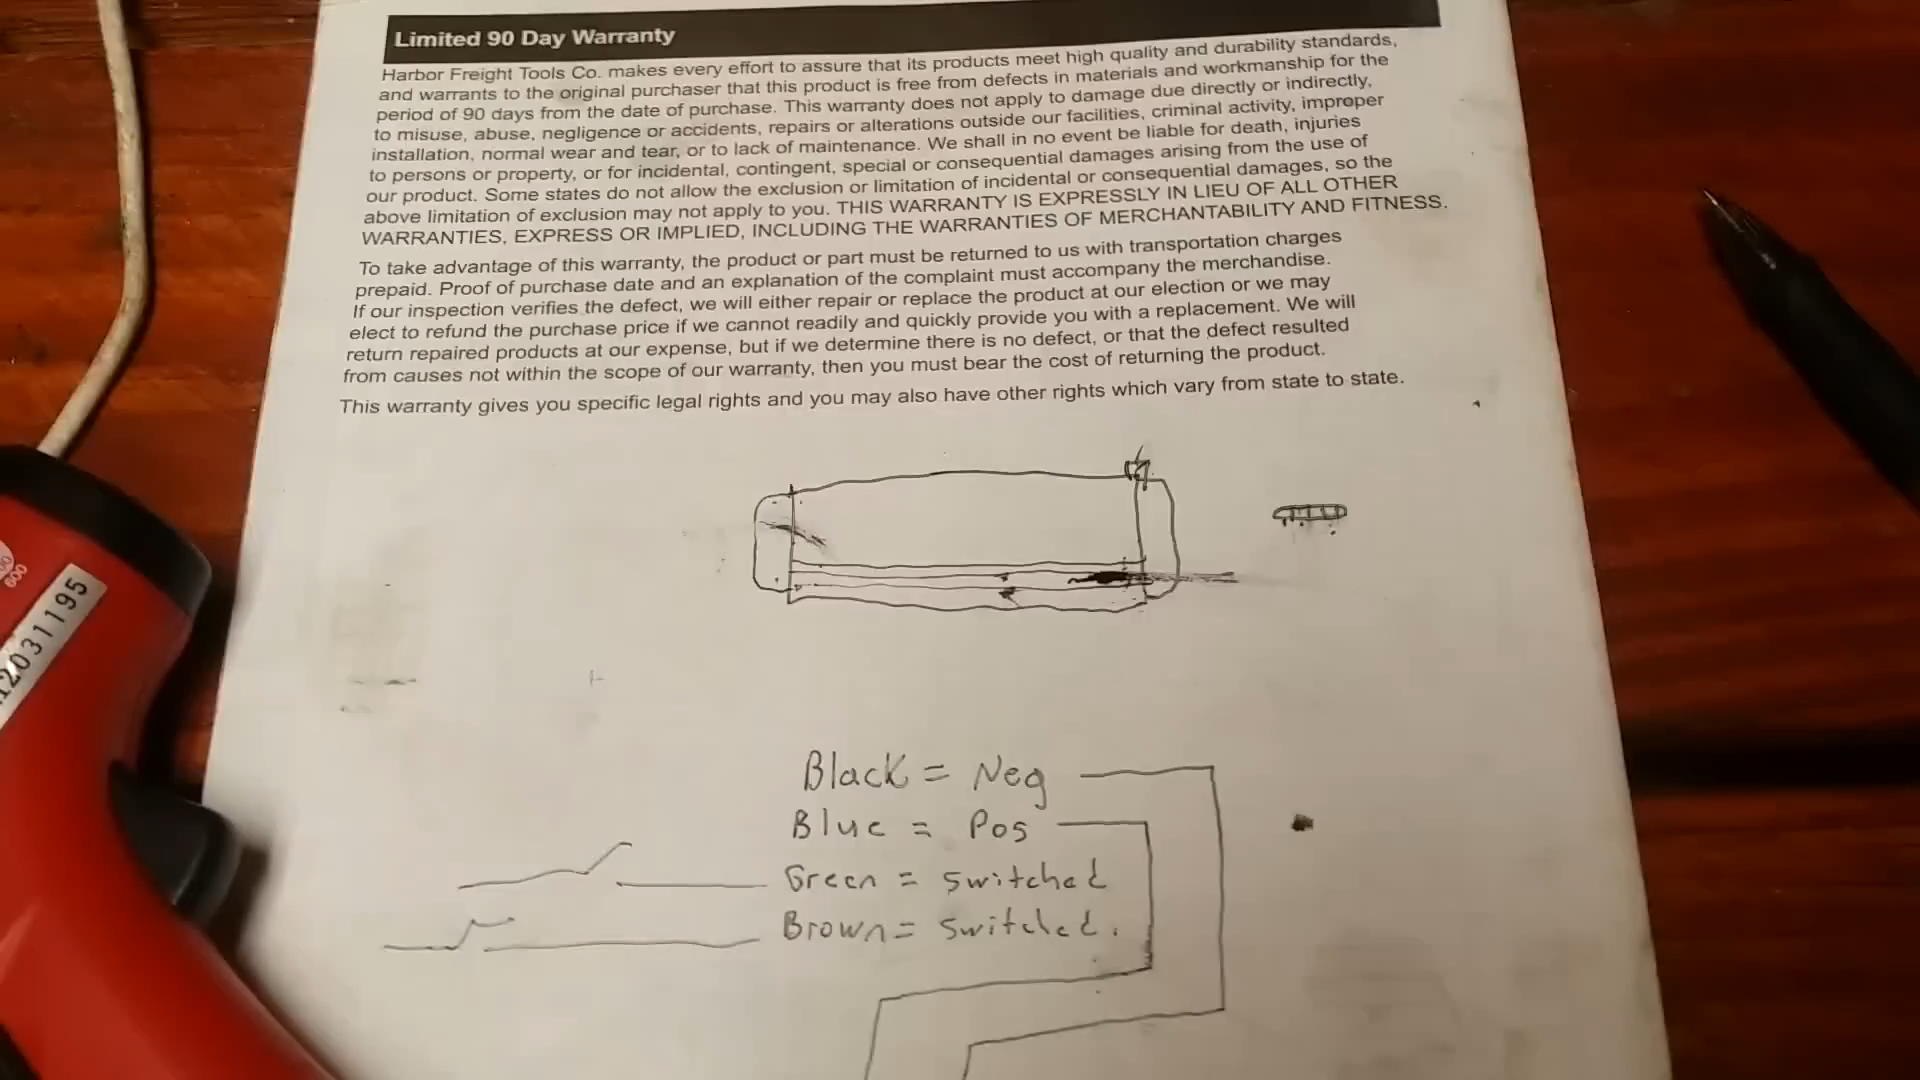 Limited 90 Day Warranty
Harbor Freight Tools Co. makes every effort to assure that its products meet high quality and durability standards,
and warrants to the original purchaser that this product is free from defects in materials and workmanship for the
period of 90 days from the date of purchase. This warranty does not apply to damage due directly or indirectly,
to misuse, abuse, negligence or accidents, repairs or alterations outside our facilities, criminal activity, improper
installation, normal wear and tear, or to lack of maintenance. We shall in no event be liable for death, injuries
to persons or property, or for incidental, contingent, special or consequential damages arising from the use of
our product. Some states do not allow the exclusion or limitation of incidental or consequential damages, so the
above limitation of exclusion may not apply to you. THIS WARRANTY IS EXPRESSLY IN LIEU OF ALL OTHER
WARRANTIES, EXPRESS OR IMPLIED, INCLUDING THE WARRANTIES OF MERCHANTABILITY AND FITNESS.
To take advantage of this warranty, the product or part must be returned to us with transportation charges
prepaid. Proof of purchase date and an explanation of the complaint must accompany the merchandise.
If our inspection verifies the defect, we will either repair or replace the product at our election or we may
elect to refund the purchase price if we cannot readily and quickly provide you with a replacement. We will
return repaired products at our expense, but if we determine there is no defect, or that the defect resulted
from causes not within the scope of our warranty, then you must bear the cost of returning the product.
This warranty gives you specific legal rights and you may also have other rights which vary from state to state.
600
Black = Neg
Blue = Pos
Green = switched
Brown = switched.